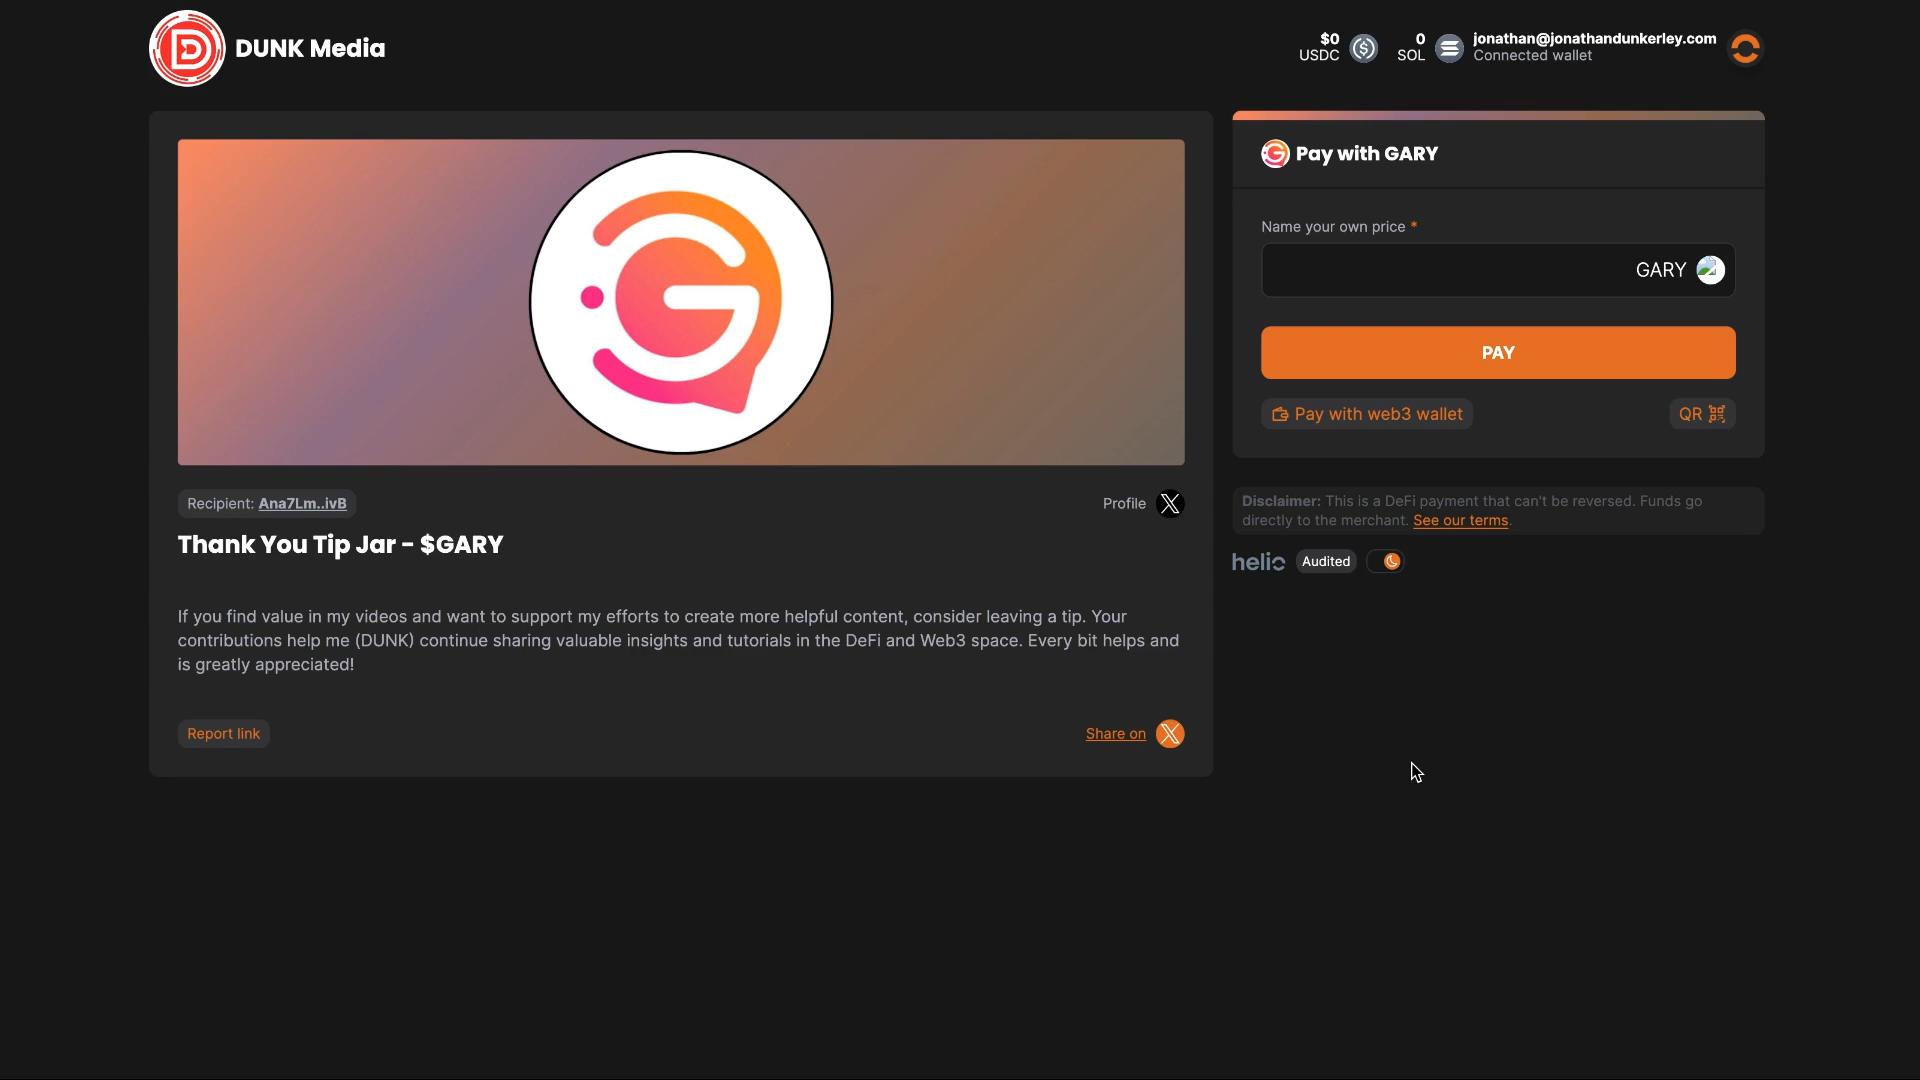 DUNK Media
$0
USDC
0
SOL
jonathan@jonathandunkerley.com
Connected wallet
Pay with GARY
Name your own price *
GARY
PAY
Pay with web3 wallet
QR
Recipient: Ana7Lm..ivB
Profile
Thank You Tip Jar - $GARY
If you find value in my videos and want to support my efforts to create more helpful content, consider leaving a tip. Your
contributions help me (DUNK) continue sharing valuable insights and tutorials in the DeFi and Web3 space. Every bit helps and
is greatly appreciated!
Report link
Share on
Disclaimer: This is a DeFi payment that can't be reversed. Funds go
directly to the merchant. See our terms.
helio
Audited